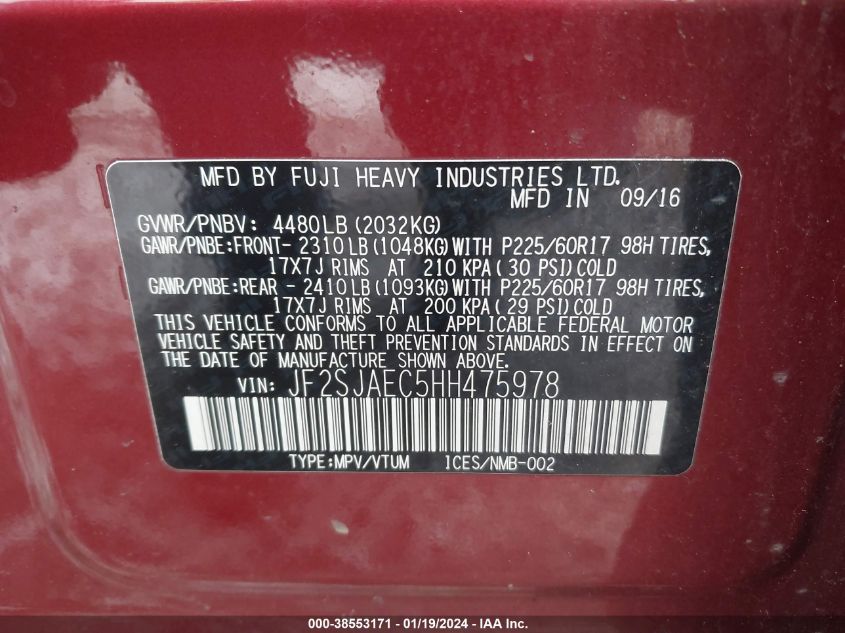 MFD BY FUJI HEAVY INDUSTRIES LTD.
MFD IN 09/16
GVWR/PNBV: 4480LB(2032KG)
GAWR/PNBE:FRONT- 2310LB(1048KG)WITH P225/60R17 98H TIRES,
17X7J RIMS AT 210 KPA( 30 PSI)COLD
GAWR/PNBE:REAR - 2410LB(1093KG)WITH P225/60R17 98H TIRES,
17X7J RIMS AT 200 KPA( 29 PSI)COLD
THIS VEHICLE CONFORMS TO ALL APPLICABLE FEDERAL MOTOR
VEHICLE SAFETY AND THEFT PREVENTION STANDARDS IN EFFECT ON
THE DATE OF MANUFACTURE SHOWN ABOVE.
VIN: JF2SJAEC5HH475978
TYPE:MPV/VTUM ICES/NMB-002
000-38553171 - 01/19/2024 - IAA Inc.